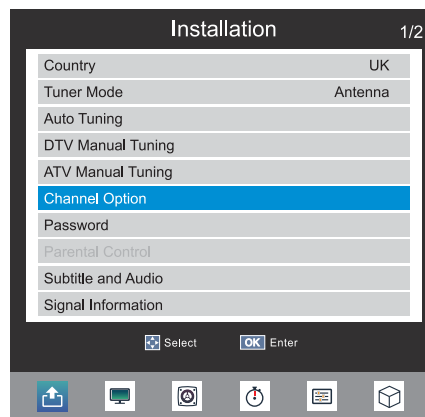 Installation 1/2
Country UK
Tuner Mode Antenna
Auto Tuning
DTV Manual Tuning
ATV Manual Tuning
Channel Option
Password
Parental Control
Subtitle and Audio
Signal Information
Select OK Enter